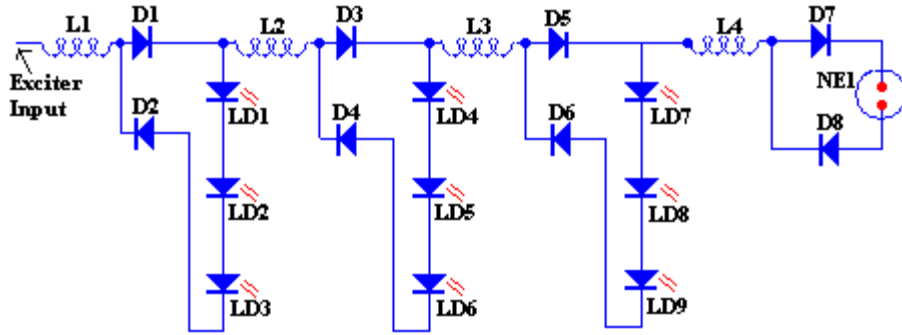 L1 D1 L2 D3 L3 D5 L4 D7
Exciter
Input
D2 LD1 D4 LD4 D6 LD7 D8 NE1
LD2 LD5 LD8
LD3 LD6 LD9